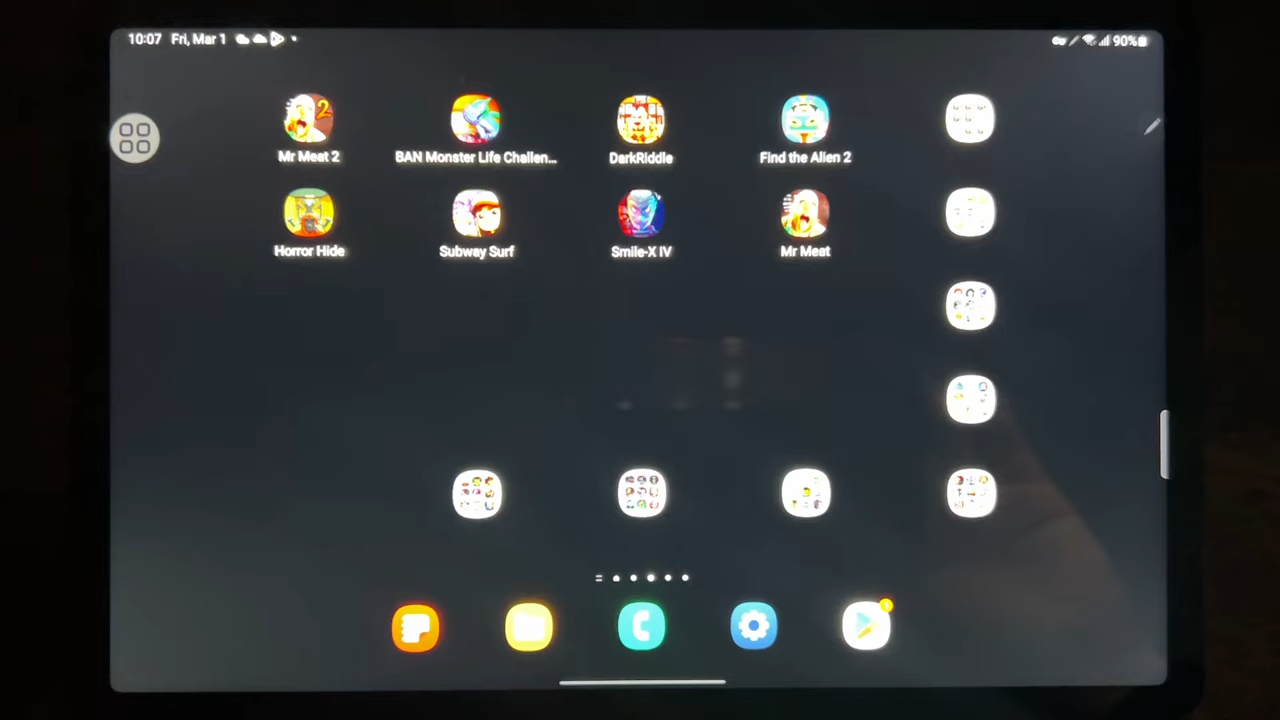 10:07 Fri, Mar 1
90%
Mr Meat 2
BAN Monster Life Challen...
DarkRiddle
Find the Alien 2
Horror Hide
Subway Surf
Smile-X IV
Mr Meat